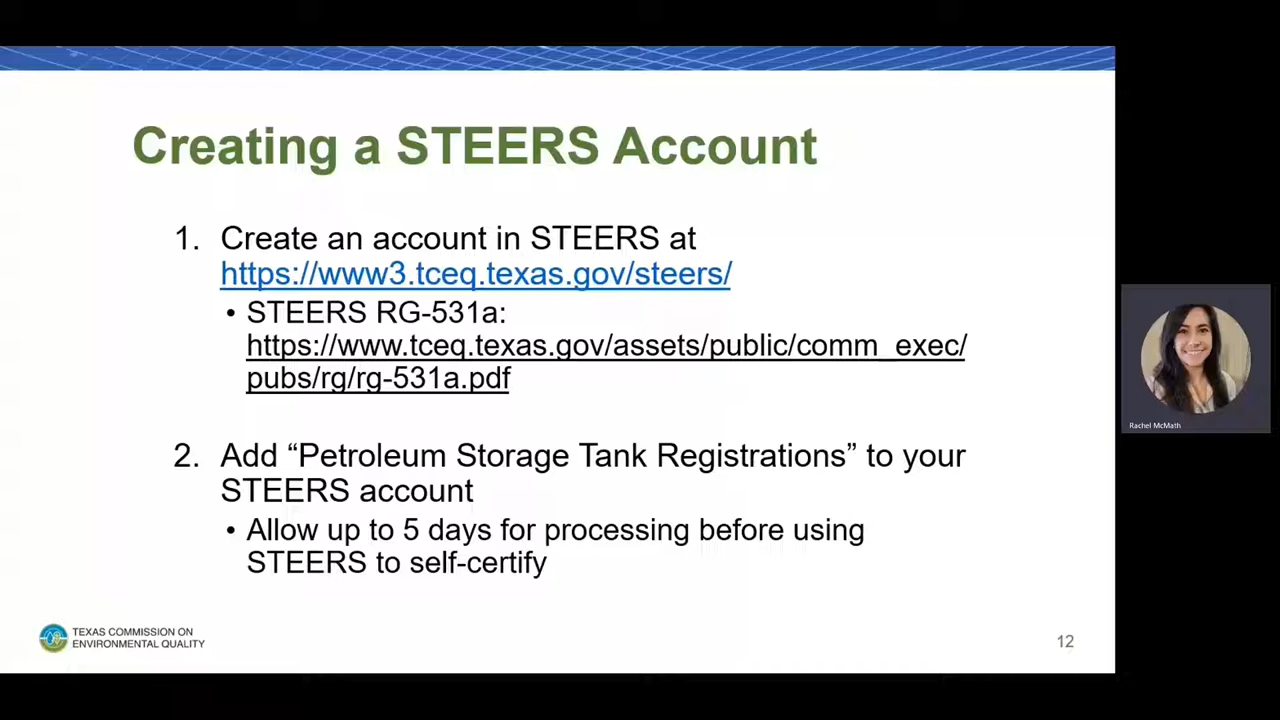 Creating a STEERS Account
1. Create an account in STEERS at
https://www3.tceq.texas.gov/steers/
• STEERS RG-531a:
https://www.tceq.texas.gov/assets/public/comm_exec/
pubs/rg/rg-531a.pdf
2. Add “Petroleum Storage Tank Registrations” to your
STEERS account
• Allow up to 5 days for processing before using
STEERS to self-certify
TEXAS COMMISSION ON
ENVIRONMENTAL QUALITY
12
Rachel McMath